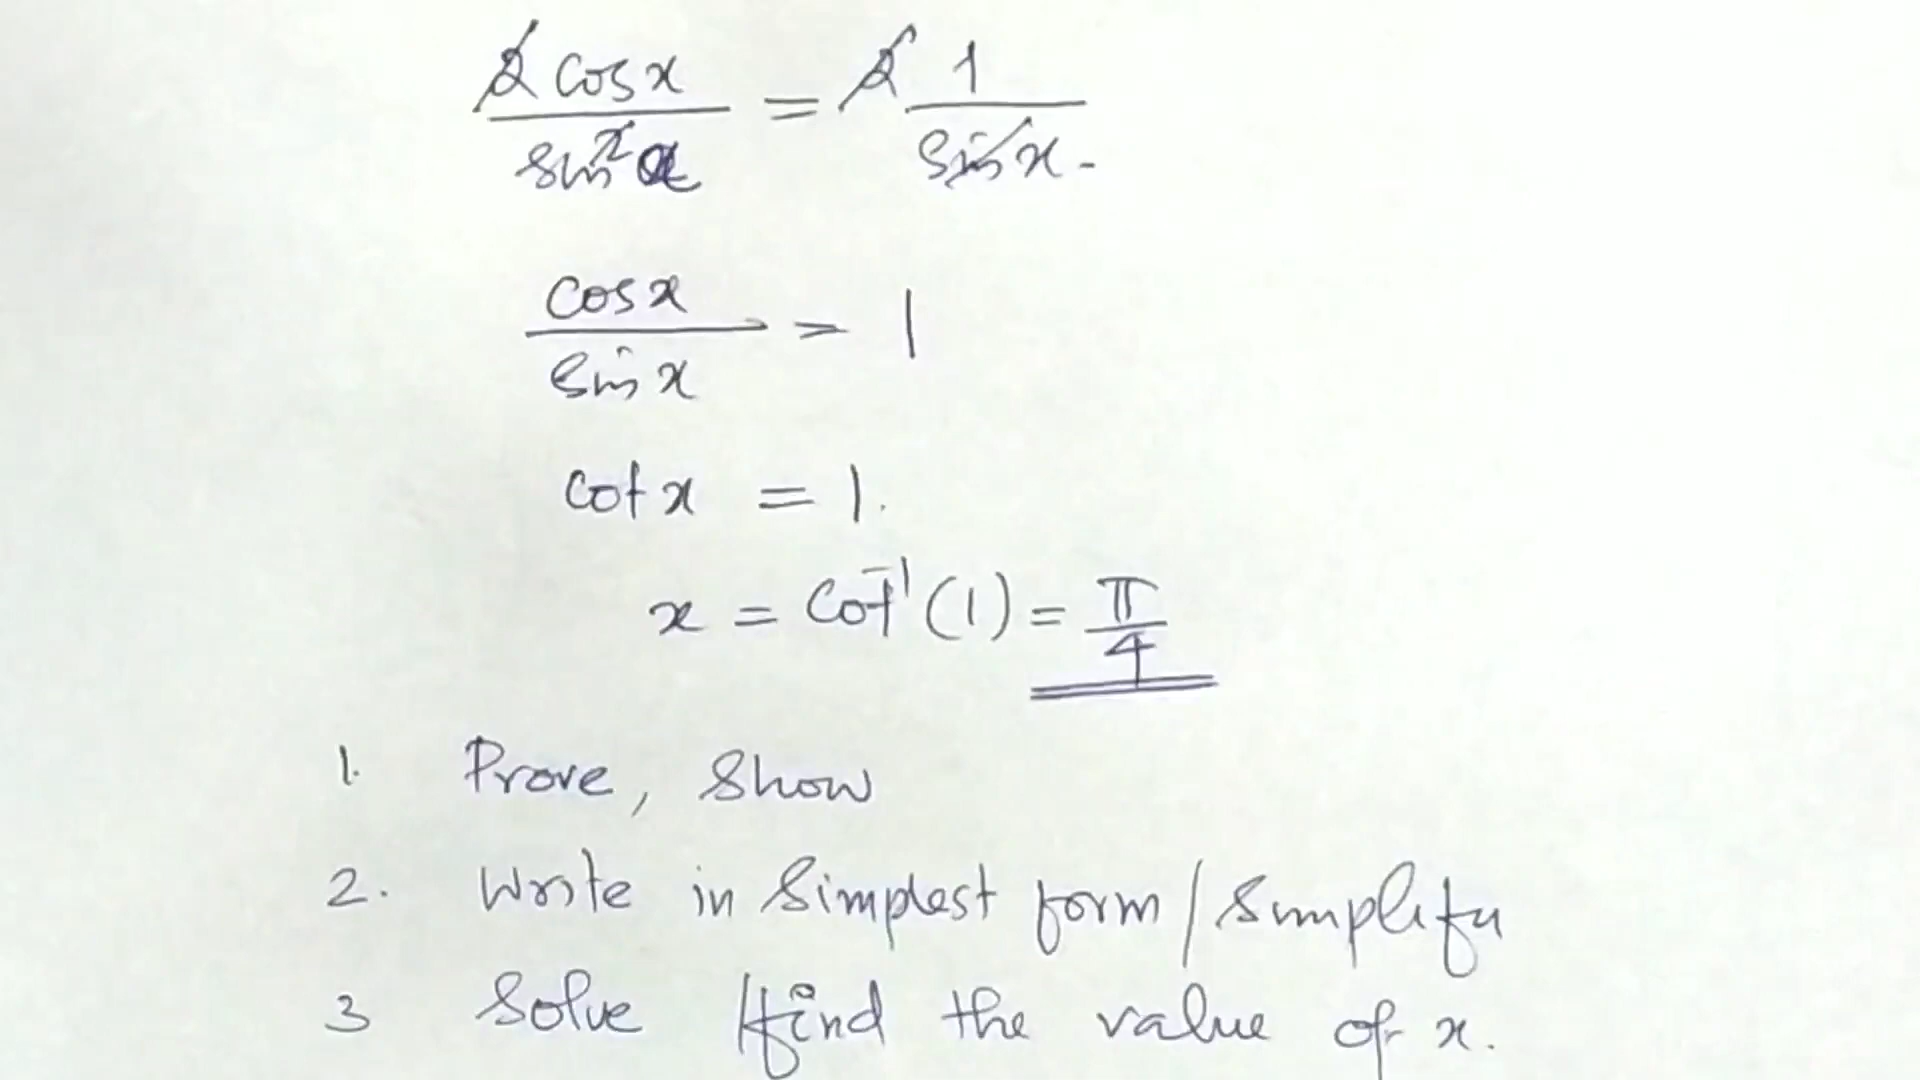 2 cos x / sin²x = 2 1 / sin x.
cos x / sin x = 1
cot x = 1.
x = cot⁻¹(1) = π/4
1. Prove, Show
2. Write in Simplest form / Simplify
3 Solve / find the value of x.